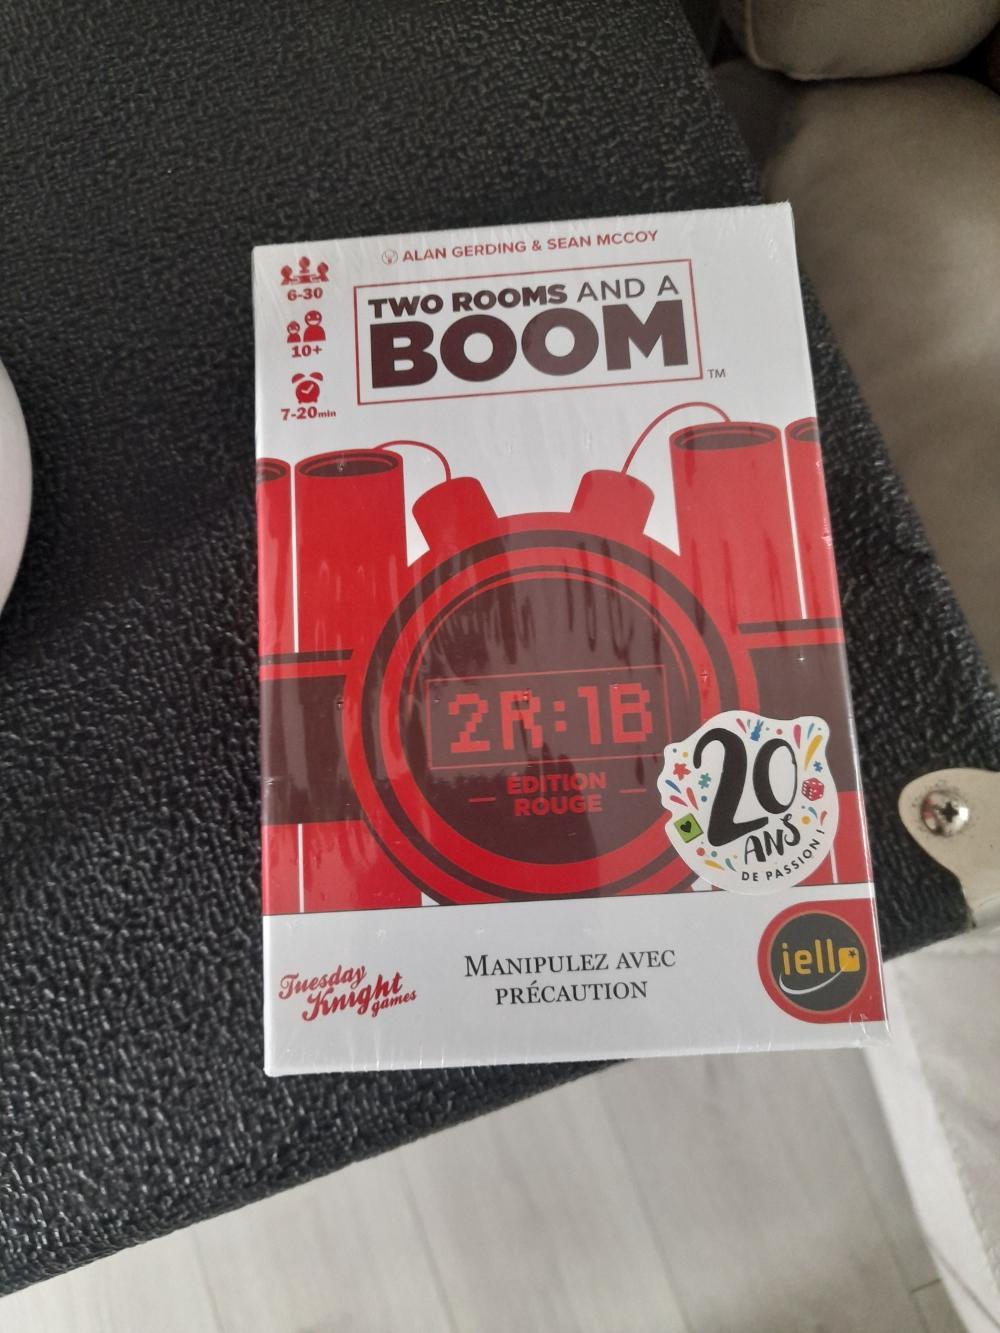 ALAN GERDING & SEAN MCCOY
6-30
10+
7-20min
TWO ROOMS AND A
BOOM
TM
2R:1B
ÉDITION
ROUGE
20
ANS
DE PASSION !
Tuesday
Knight
games
MANIPULEZ AVEC
PRÉCAUTION
iello